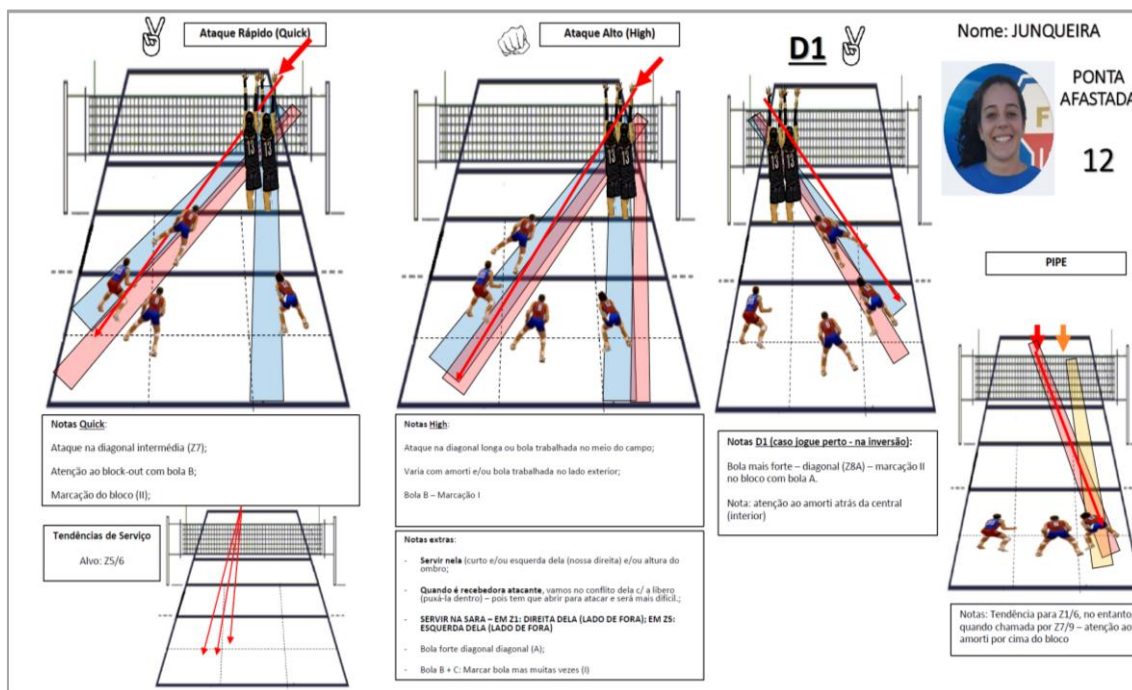 Ataque Rápido (Quick)
Notas Quick:
Ataque na diagonal intermédia (Z7);
Atenção ao block-out com bola B;
Marcação do bloco (II);
Tendências de Serviço
Alvo: Z5/6
Ataque Alto (High)
Notas High:
Ataque na diagonal longa ou bola trabalhada no meio do campo;
Varia com amorti e/ou bola trabalhada no lado exterior;
Bola B – Marcação I
Notas extras:
- Servir nela (curto e/ou esquerda dela (nossa direita) e/ou altura do
ombro;
- Quando é recebedora atacante, vamos no conflito dela c/ a líbero
(puxá-la dentro) – pois tem que abrir para atacar e será mais difícil.;
- SERVIR NA SARA – EM Z1: DIREITA DELA (LADO DE FORA); EM Z5:
ESQUERDA DELA (LADO DE FORA)
- Bola forte diagonal diagonal (A);
- Bola B + C: Marcar bola mas muitas vezes (I)
D1
Notas D1 (caso jogue perto - na inversão):
Bola mais forte – diagonal (Z8A) – marcação II
no bloco com bola A.
Nota: atenção ao amorti atrás da central
(interior)
Nome: JUNQUEIRA
PONTA
AFASTADA
12
PIPE
Notas: Tendência para Z1/6, no entanto,
quando chamada por Z7/9 – atenção ao
amorti por cima do bloco
13
13
13
13
13
13
F